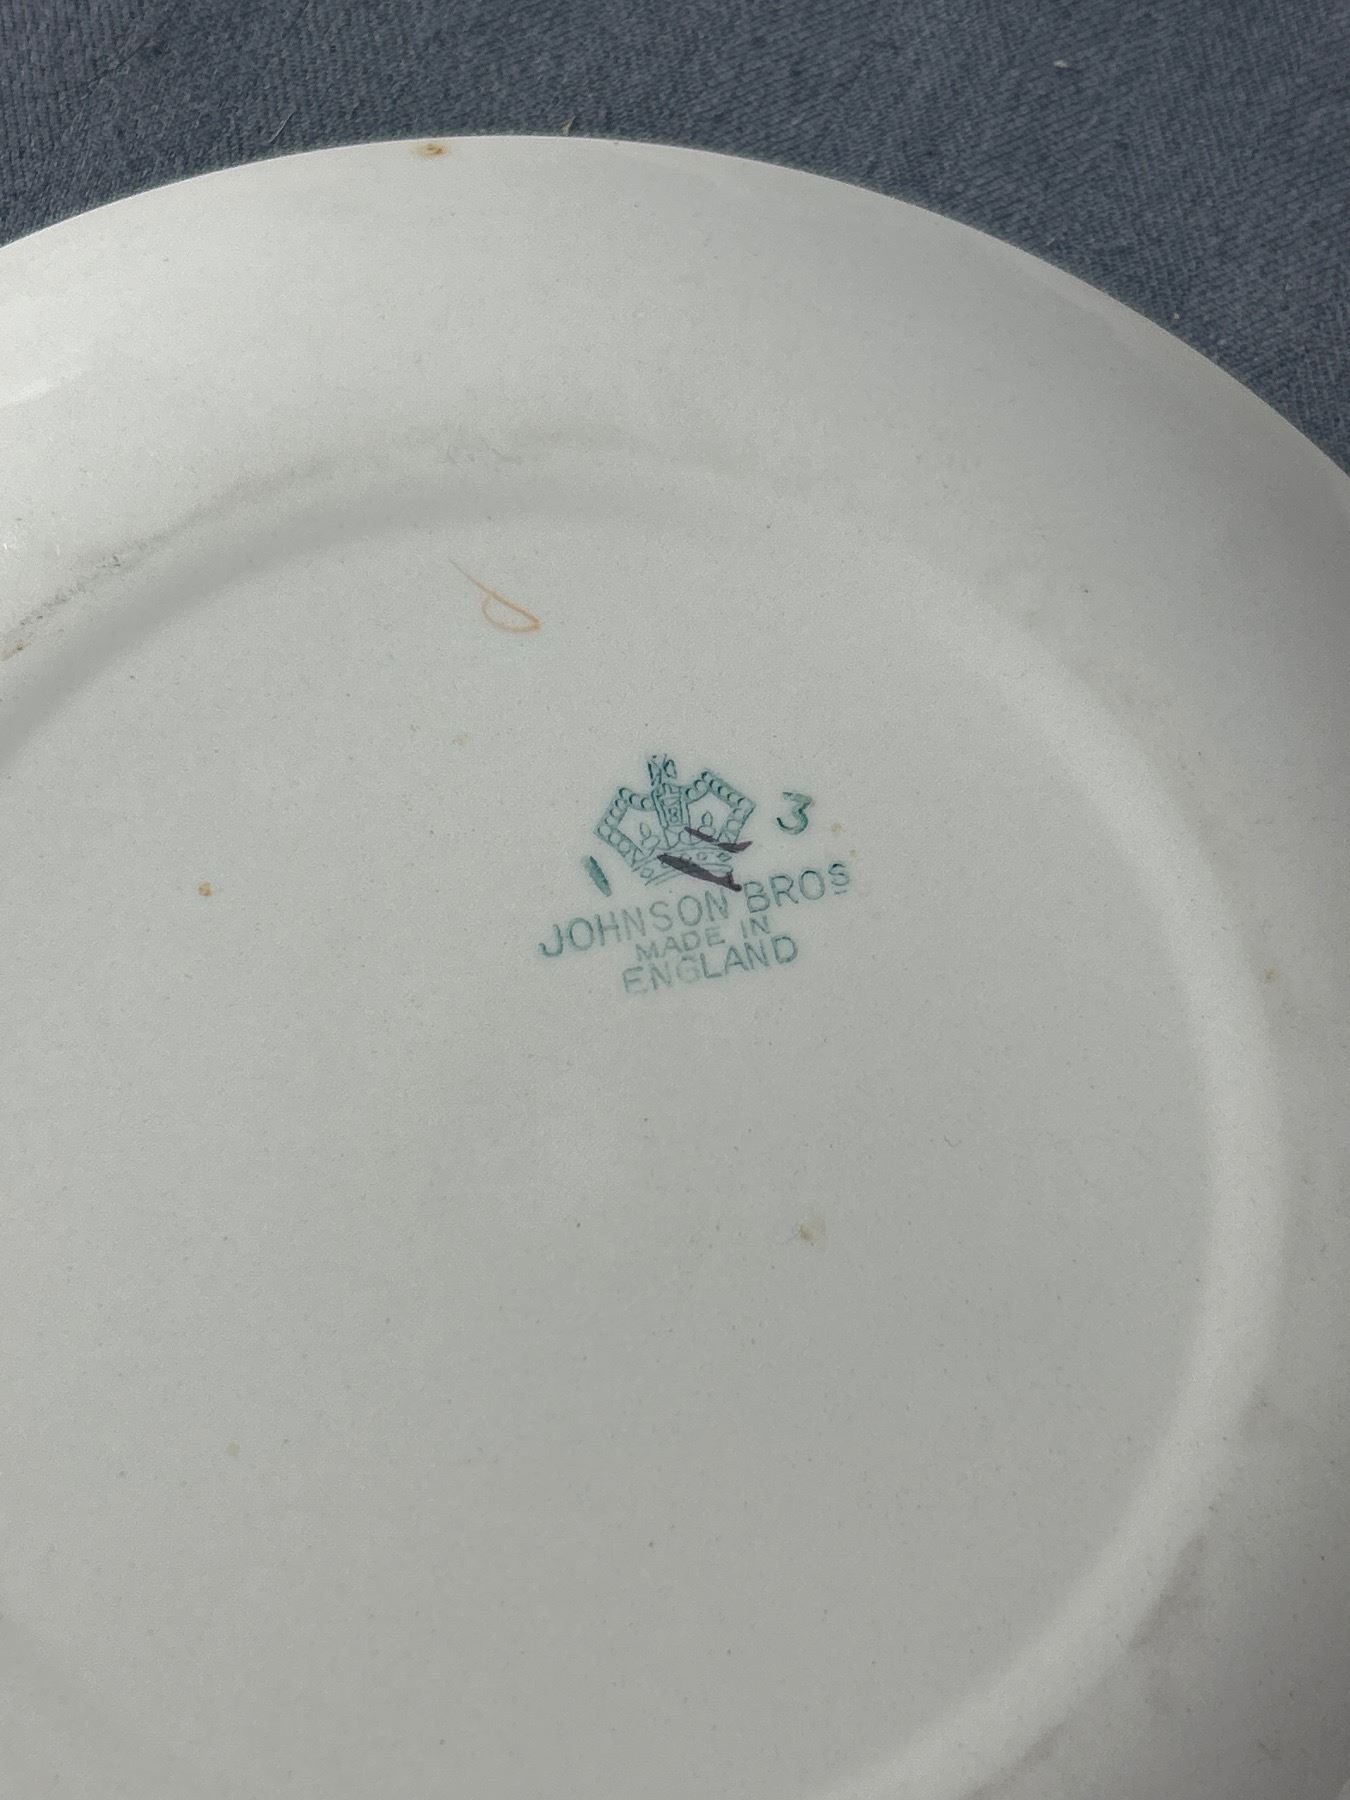 3
1
JOHNSON BROS
MADE IN
ENGLAND